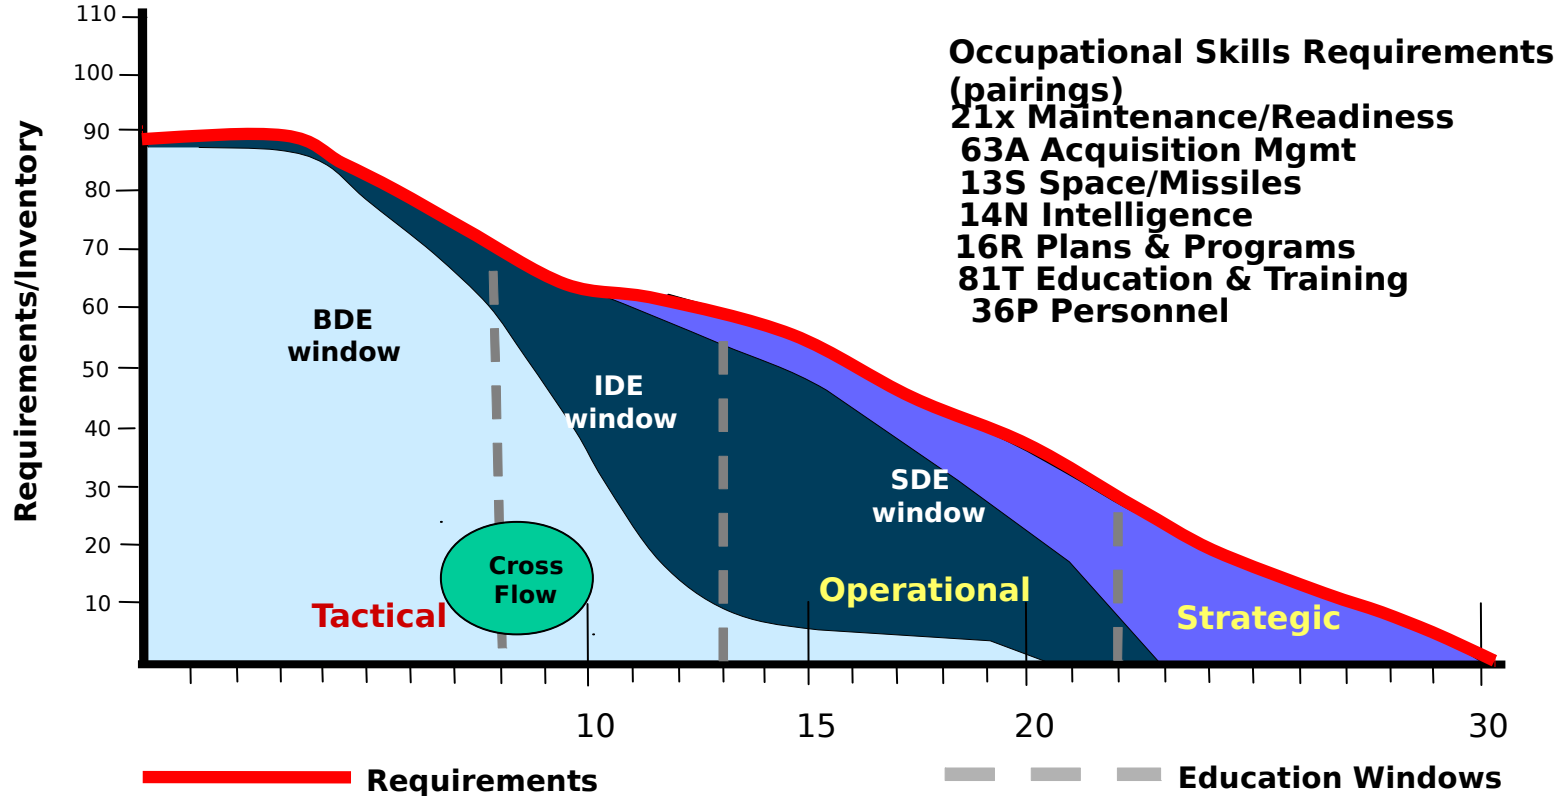 110
100
90
80
70
60
50
40
30
20
10
Requirements/Inventory
Occupational Skills Requirements
(pairings)
21x Maintenance/Readiness
63A Acquisition Mgmt
13S Space/Missiles
14N Intelligence
16R Plans & Programs
81T Education & Training
36P Personnel
BDE
window
IDE
window
SDE
window
Cross
Flow
Tactical
Operational
Strategic
10
15
20
30
Requirements
Education Windows